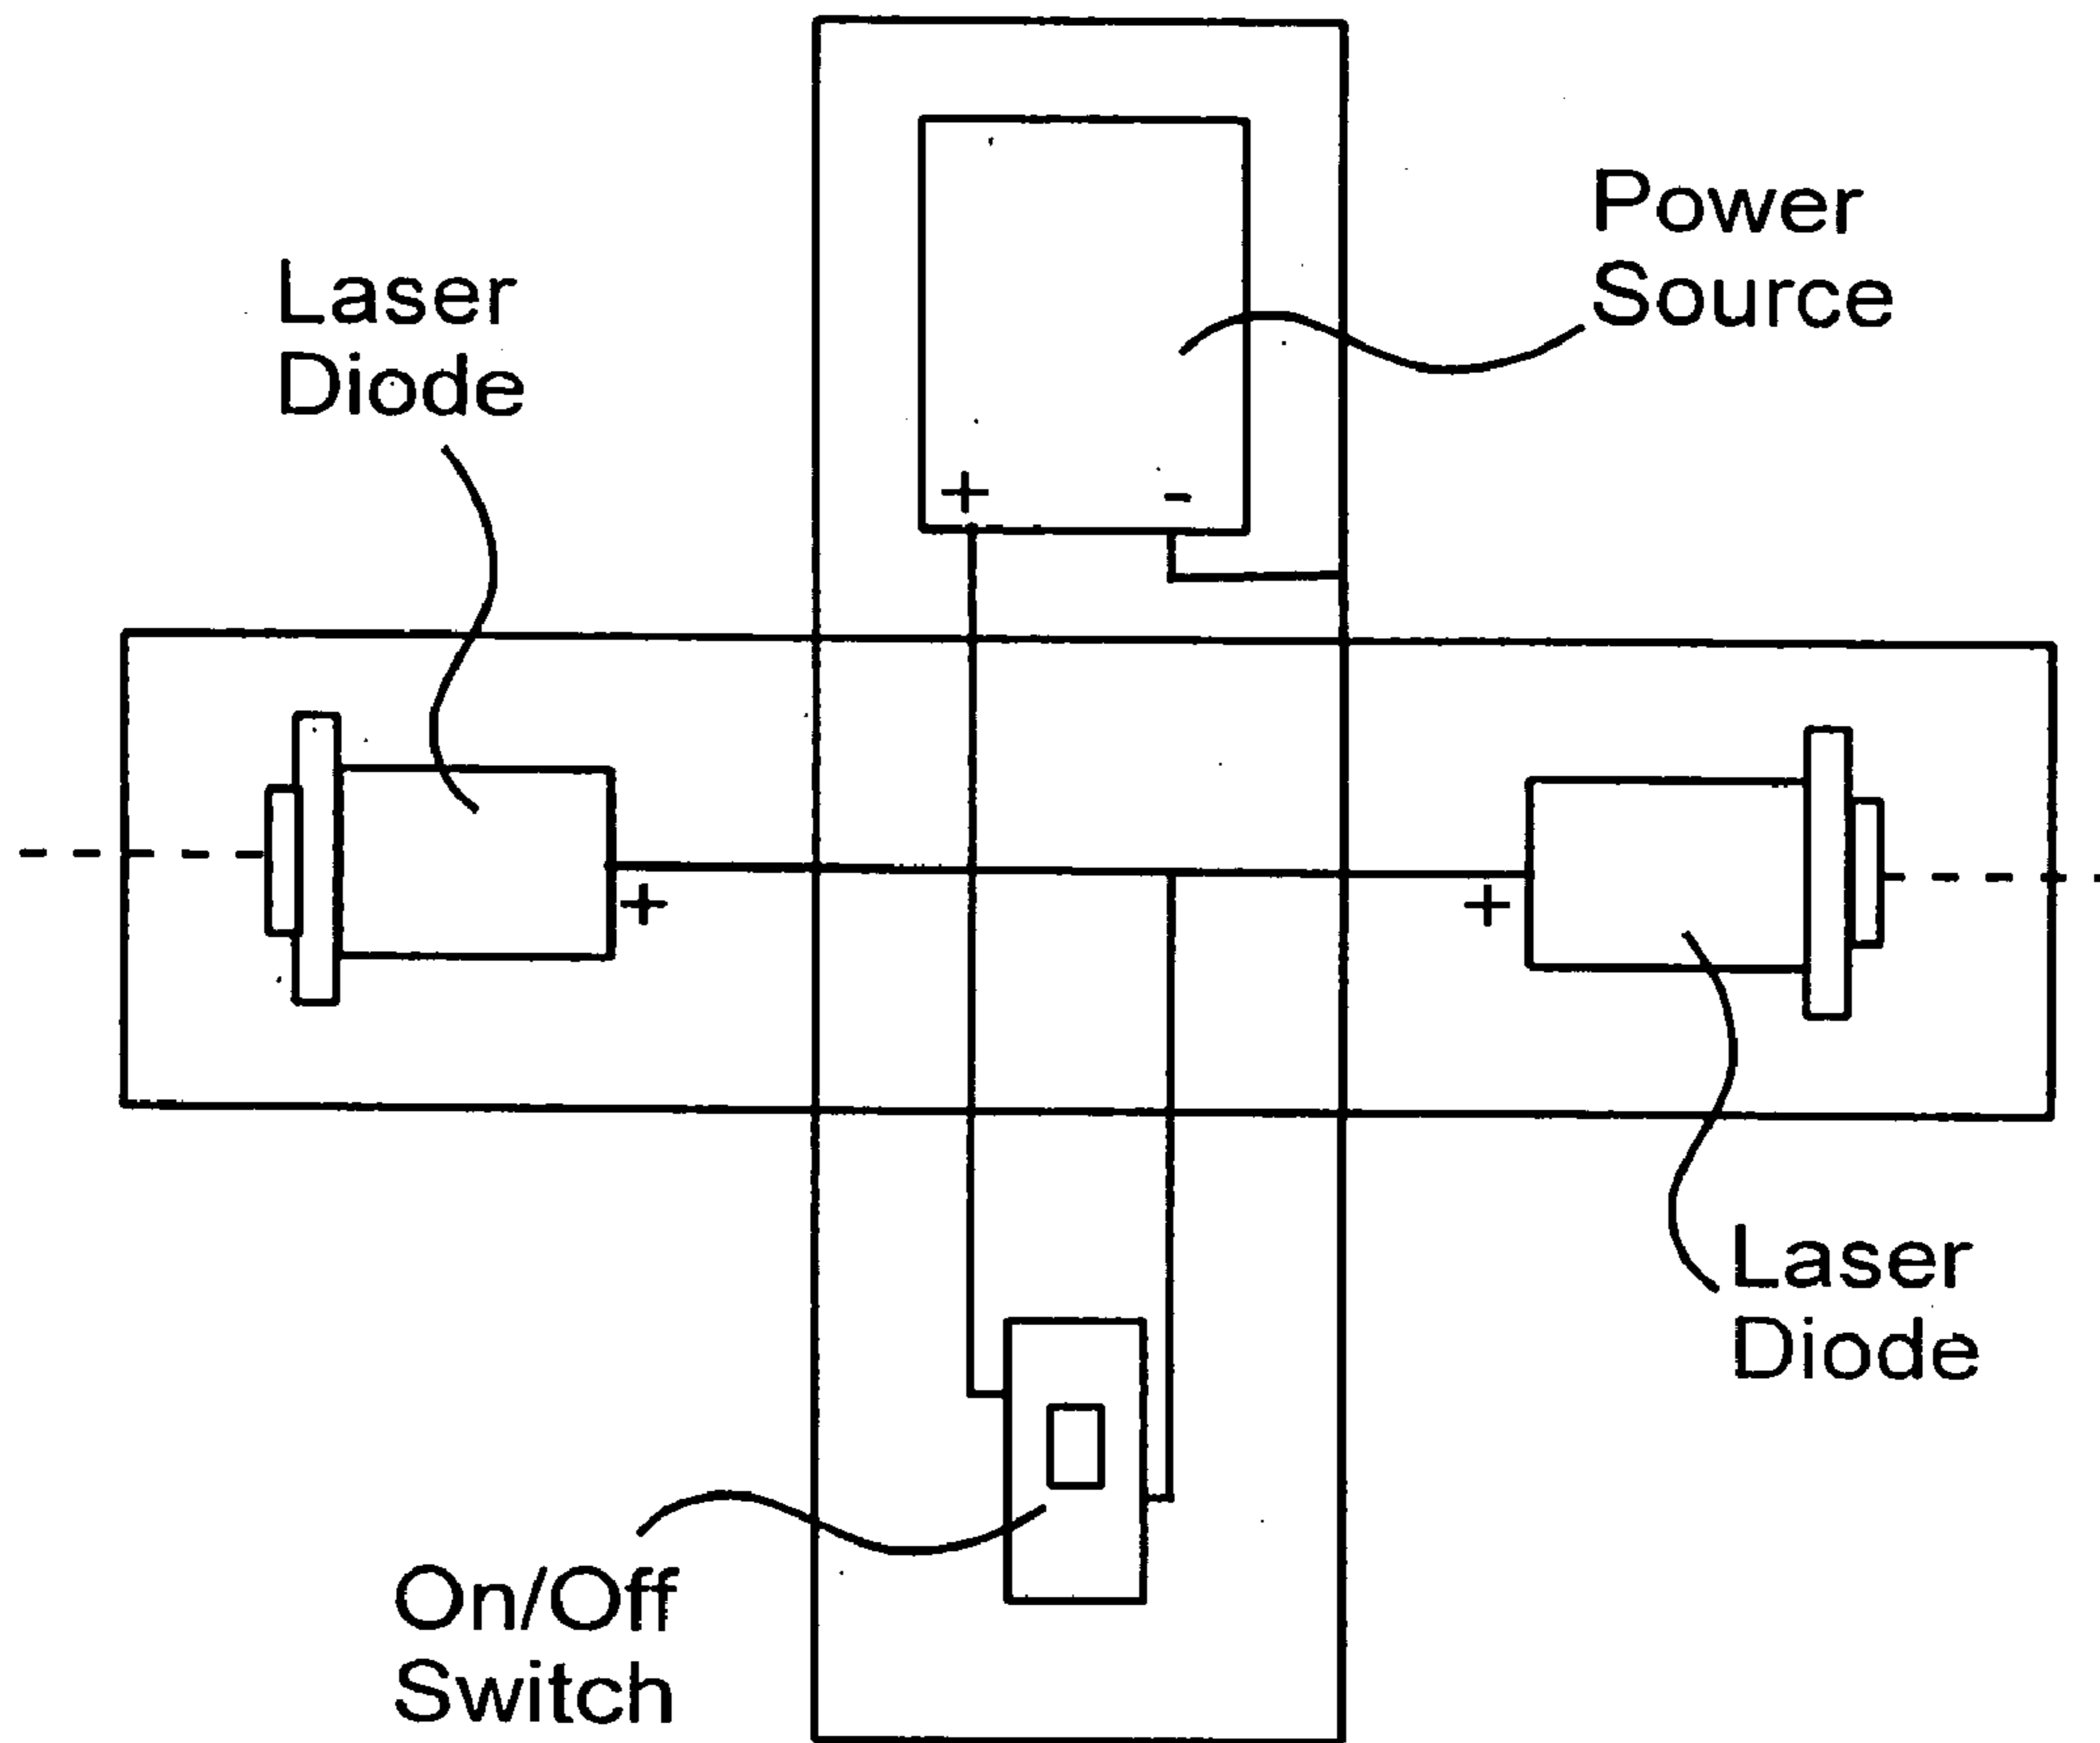 Power
Source
Laser
Diode
+
-
+
+
Laser
Diode
On/Off
Switch